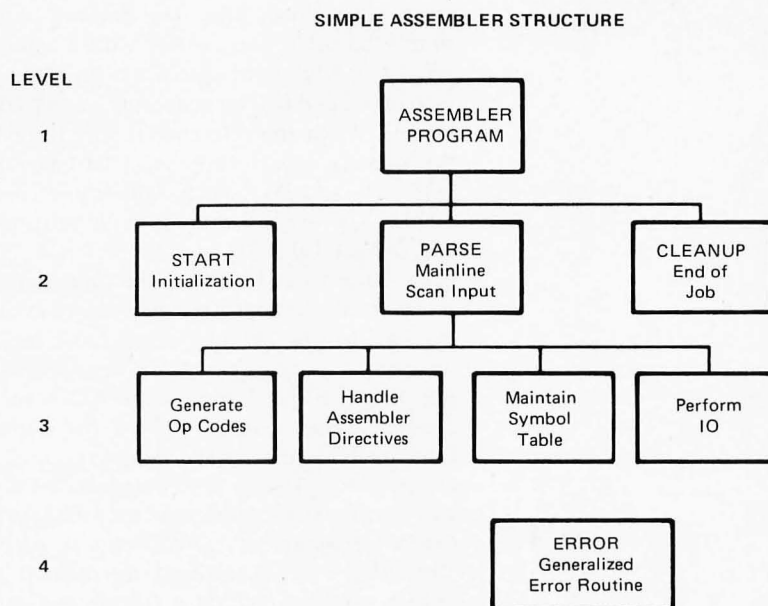 SIMPLE ASSEMBLER STRUCTURE
LEVEL
1
ASSEMBLER
PROGRAM
2
START
Initialization
PARSE
Mainline
Scan Input
CLEANUP
End of
Job
3
Generate
Op Codes
Handle
Assembler
Directives
Maintain
Symbol
Table
Perform
IO
4
ERROR
Generalized
Error Routine